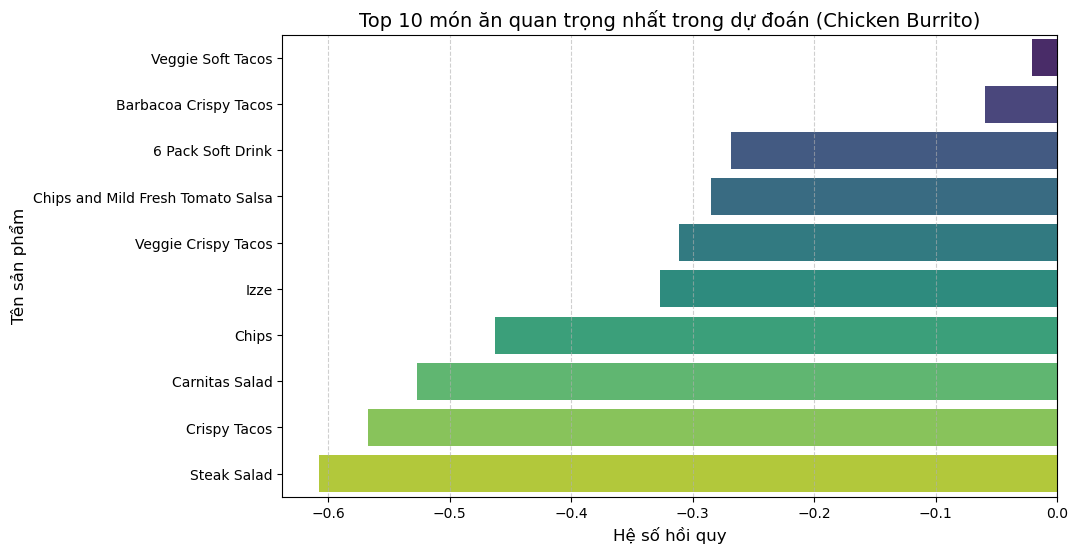 Top 10 món ăn quan trọng nhất trong dự đoán (Chicken Burrito)
Tên sản phẩm
Veggie Soft Tacos
Barbacoa Crispy Tacos
6 Pack Soft Drink
Chips and Mild Fresh Tomato Salsa
Veggie Crispy Tacos
Izze
Chips
Carnitas Salad
Crispy Tacos
Steak Salad
−0.6 −0.5 −0.4 −0.3 −0.2 −0.1 0.0
Hệ số hồi quy